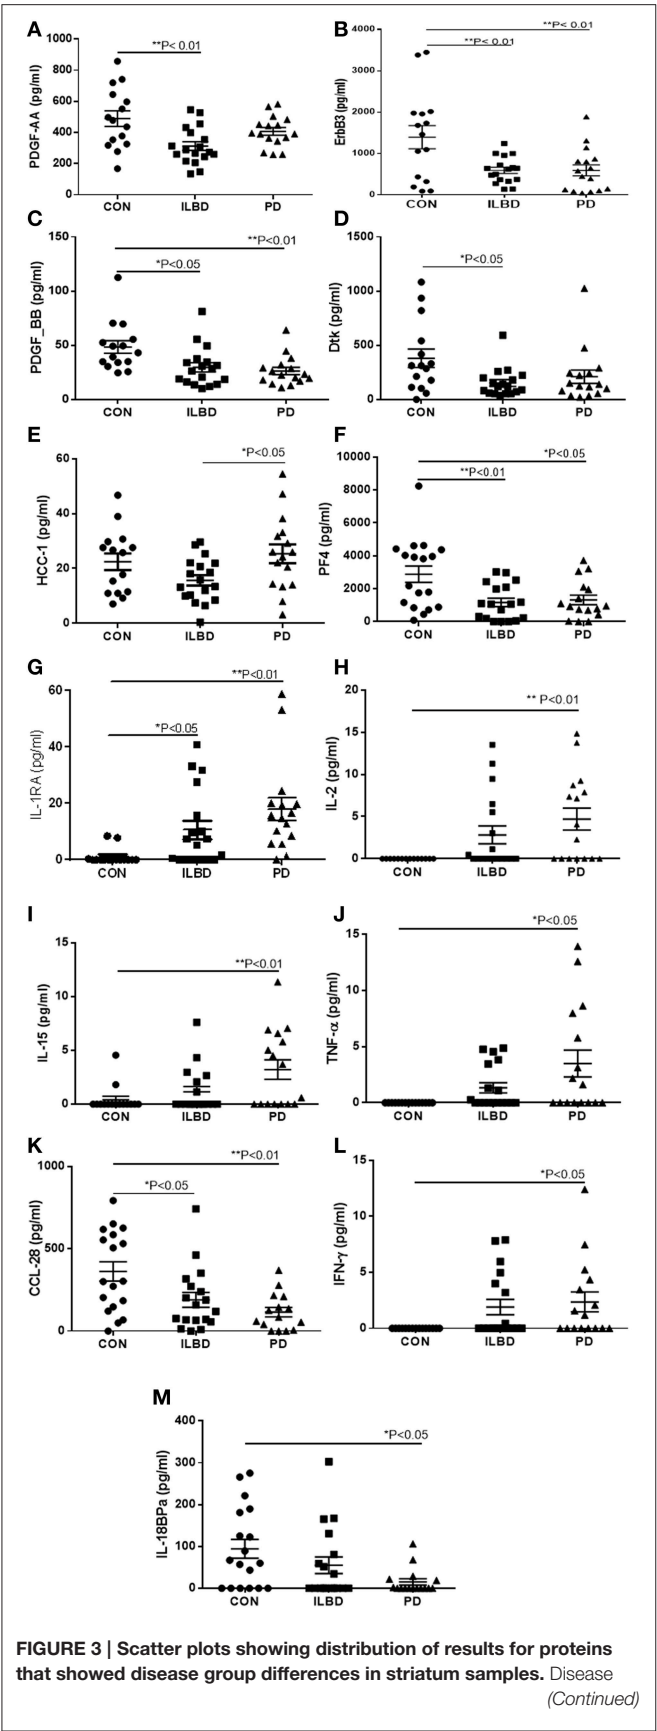 A
B
**P< 0.01
**P< 0.01
**P< 0.01
PDGF-AA (pg/ml)
1000
800
600
400
200
0
CON ILBD PD
ErbB3 (pg/ml)
4000
3000
2000
1000
0
CON ILBD PD
C
D
**P<0.01
*P<0.05
PDGF_BB (pg/ml)
150
100
50
0
CON ILBD PD
*P<0.05
Dtk (pg/ml)
1000
500
0
CON ILBD PD
E
F
*P<0.05
HCC-1 (pg/ml)
60
40
20
0
CON ILBD PD
*P<0.05
**P<0.01
PF4 (pg/ml)
10000
8000
6000
4000
2000
0
CON ILBD PD
G
H
**P<0.01
*P<0.05
IL-1RA (pg/ml)
60
40
20
0
CON ILBD PD
** P<0.01
IL-2 (pg/ml)
20
15
10
5
0
CON ILBD PD
I
J
**P<0.01
IL-15 (pg/ml)
15
10
5
0
CON ILBD PD
*P<0.05
TNF-α (pg/ml)
15
10
5
0
CON ILBD PD
K
L
**P<0.01
*P<0.05
CCL-28 (pg/ml)
1000
500
0
CON ILBD PD
*P<0.05
IFN-γ (pg/ml)
15
10
5
0
CON ILBD PD
M
*P<0.05
IL-18BPa (pg/ml)
400
300
200
100
0
CON ILBD PD
FIGURE 3 | Scatter plots showing distribution of results for proteins
that showed disease group differences in striatum samples. Disease
(Continued)